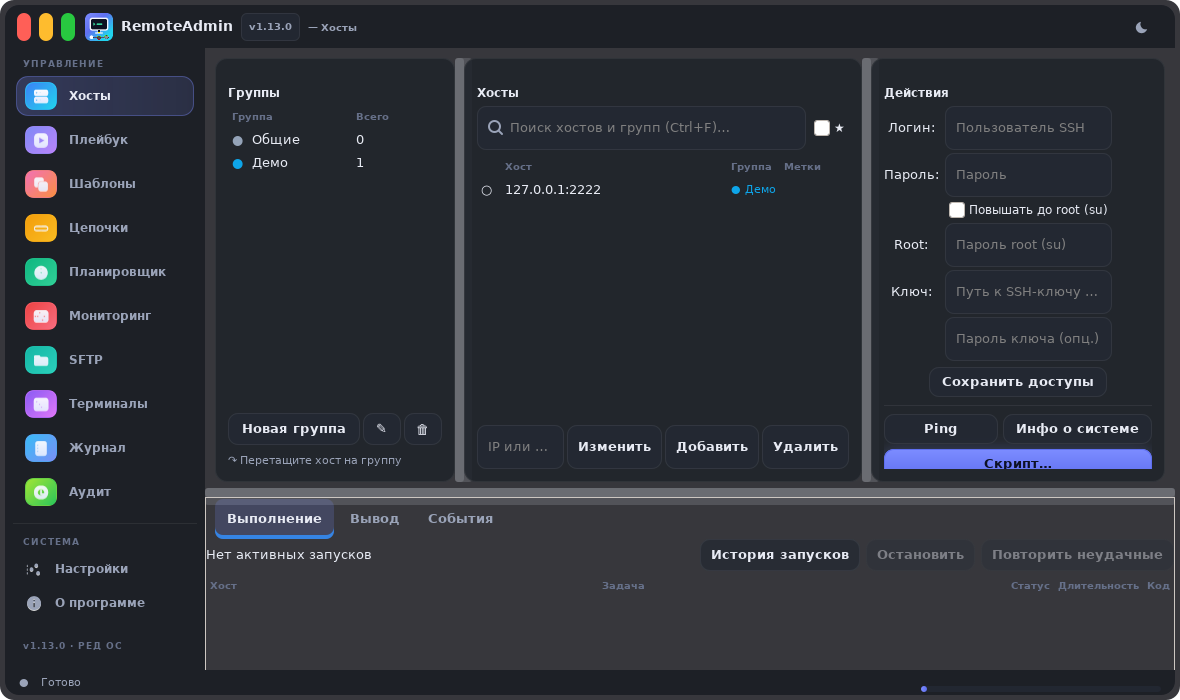 RemoteAdmin v1.13.0 — Хосты
УПРАВЛЕНИЕ
Хосты
Плейбук
Шаблоны
Цепочки
Планировщик
Мониторинг
SFTP
Терминалы
Журнал
Аудит
СИСТЕМА
Настройки
О программе
v1.13.0 · РЕД ОС
Готово
Группы
Группа Всего
Общие 0
Демо 1
Новая группа ✎ 🗑
↷ Перетащите хост на группу
Хосты
Поиск хостов и групп (Ctrl+F)… ★
Хост Группа Метки
127.0.0.1:2222 Демо
IP или … Изменить Добавить Удалить
Действия
Логин: Пользователь SSH
Пароль: Пароль
Повышать до root (su)
Root: Пароль root (su)
Ключ: Путь к SSH-ключу …
Пароль ключа (опц.)
Сохранить доступы
Ping Инфо о системе
Скрипт…
Выполнение Вывод События
Нет активных запусков История запусков Остановить Повторить неудачные
Хост Задача Статус Длительность Код